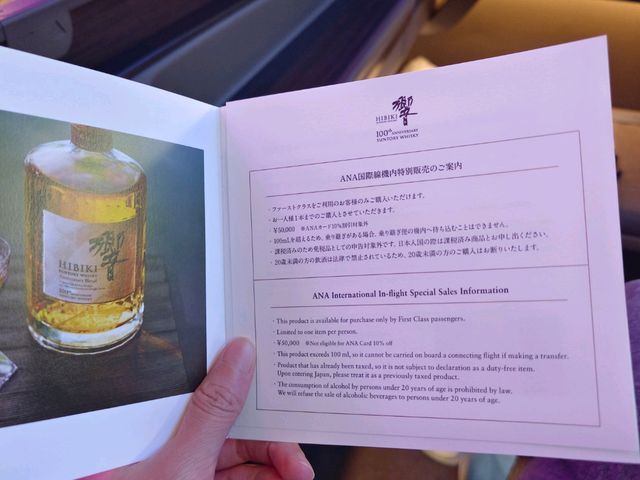 響
HIBIKI
SUNTORY WHISKY
100th
響
HIBIKI
100th ANNIVERSARY
SUNTORY WHISKY
ANA国際線機内特別販売のご案内
・ファーストクラスをご利用のお客様のみご購入いただけます。
・お一人様1本までのご購入とさせていただきます。
・¥50,000 ※ANAカード10%割引対象外
・100mLを超えるため、乗り継ぎがある場合、乗り継ぎ便の機内へ持ち込むことはできません。
・課税済みのため免税品としての申告対象外です。日本入国の際は課税済み商品とお申し出ください。
・20歳未満の方の飲酒は法律で禁止されているため、20歳未満の方のご購入はお断りいたします。
ANA International In-flight Special Sales Information
・This product is available for purchase only by First Class passengers.
・Limited to one item per person.
・¥50,000 ※Not eligible for ANA Card 10% off
・This product exceeds 100 ml, so it cannot be carried on board a connecting flight if making a transfer.
・Product that has already been taxed, so it is not subject to declaration as a duty-free item.
Upon entering Japan, please treat it as a previously taxed product.
・The consumption of alcohol by persons under 20 years of age is prohibited by law.
We will refuse the sale of alcoholic beverages to persons under 20 years of age.